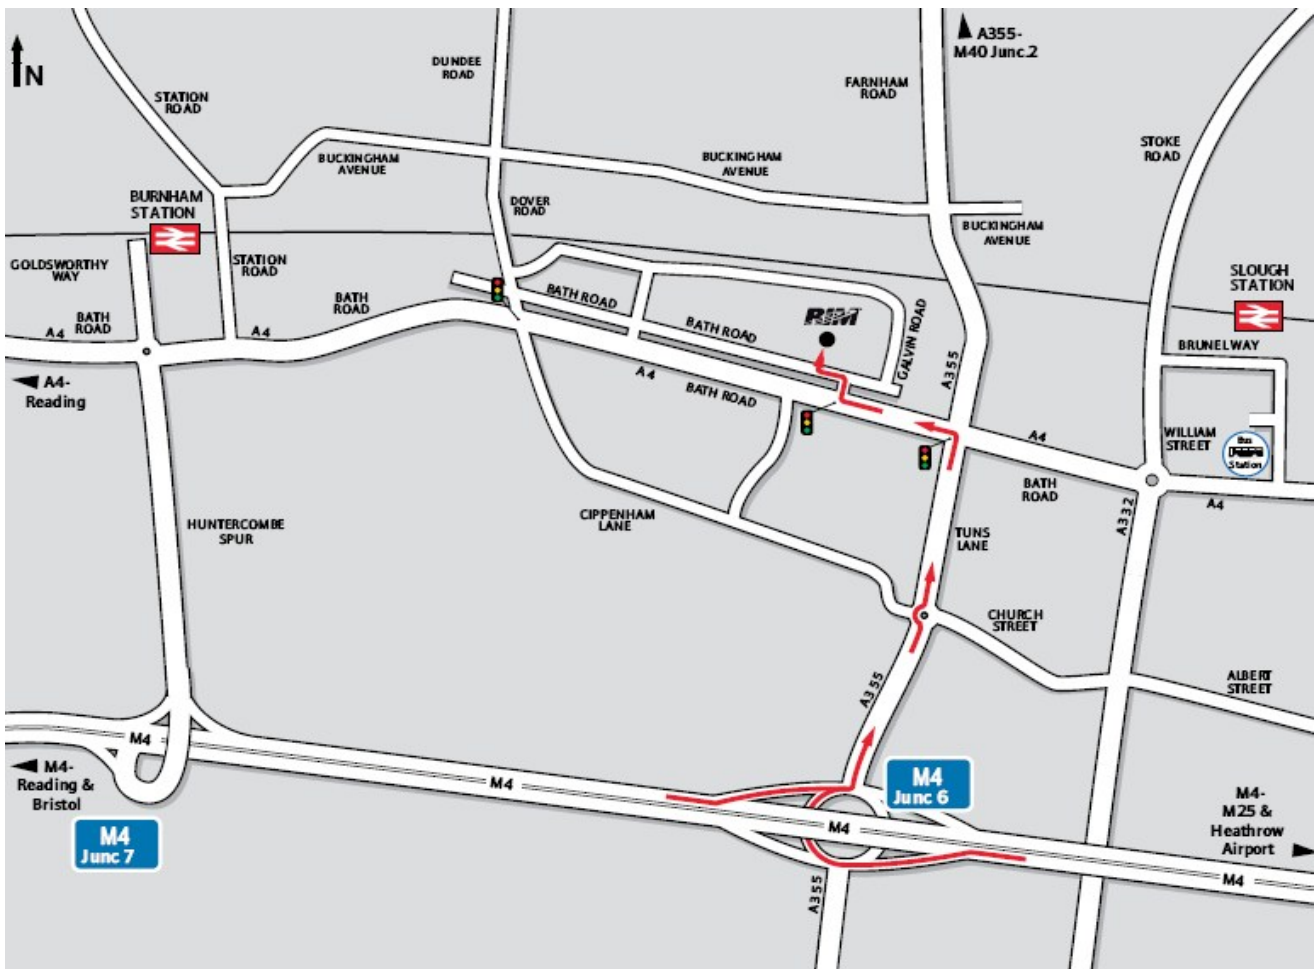 N
A355-
M40 Junc.2
DUNDEE
ROAD
FARNHAM
ROAD
STATION
ROAD
STOKE
ROAD
BUCKINGHAM
AVENUE
BUCKINGHAM
AVENUE
BURNHAM
STATION
DOVER
ROAD
BUCKINGHAM
AVENUE
GOLDSWORTHY
WAY
STATION
ROAD
SLOUGH
STATION
BATH
ROAD
BATH ROAD
BATH
ROAD
A4
A4
BATH ROAD
RIM
GALVIN ROAD
A355
BRUNEL WAY
A4-
Reading
A4
BATH ROAD
A4
WILLIAM
STREET
Bus
Station
BATH
ROAD
A4
A332
HUNTERCOMBE
SPUR
CIPPENHAM
LANE
TUNS
LANE
CHURCH
STREET
A355
ALBERT
STREET
M4
M4-
Reading &
Bristol
M4
M4
Junc 6
M4
Junc 7
M4
M4-
M25 &
Heathrow
Airport
M4
A355